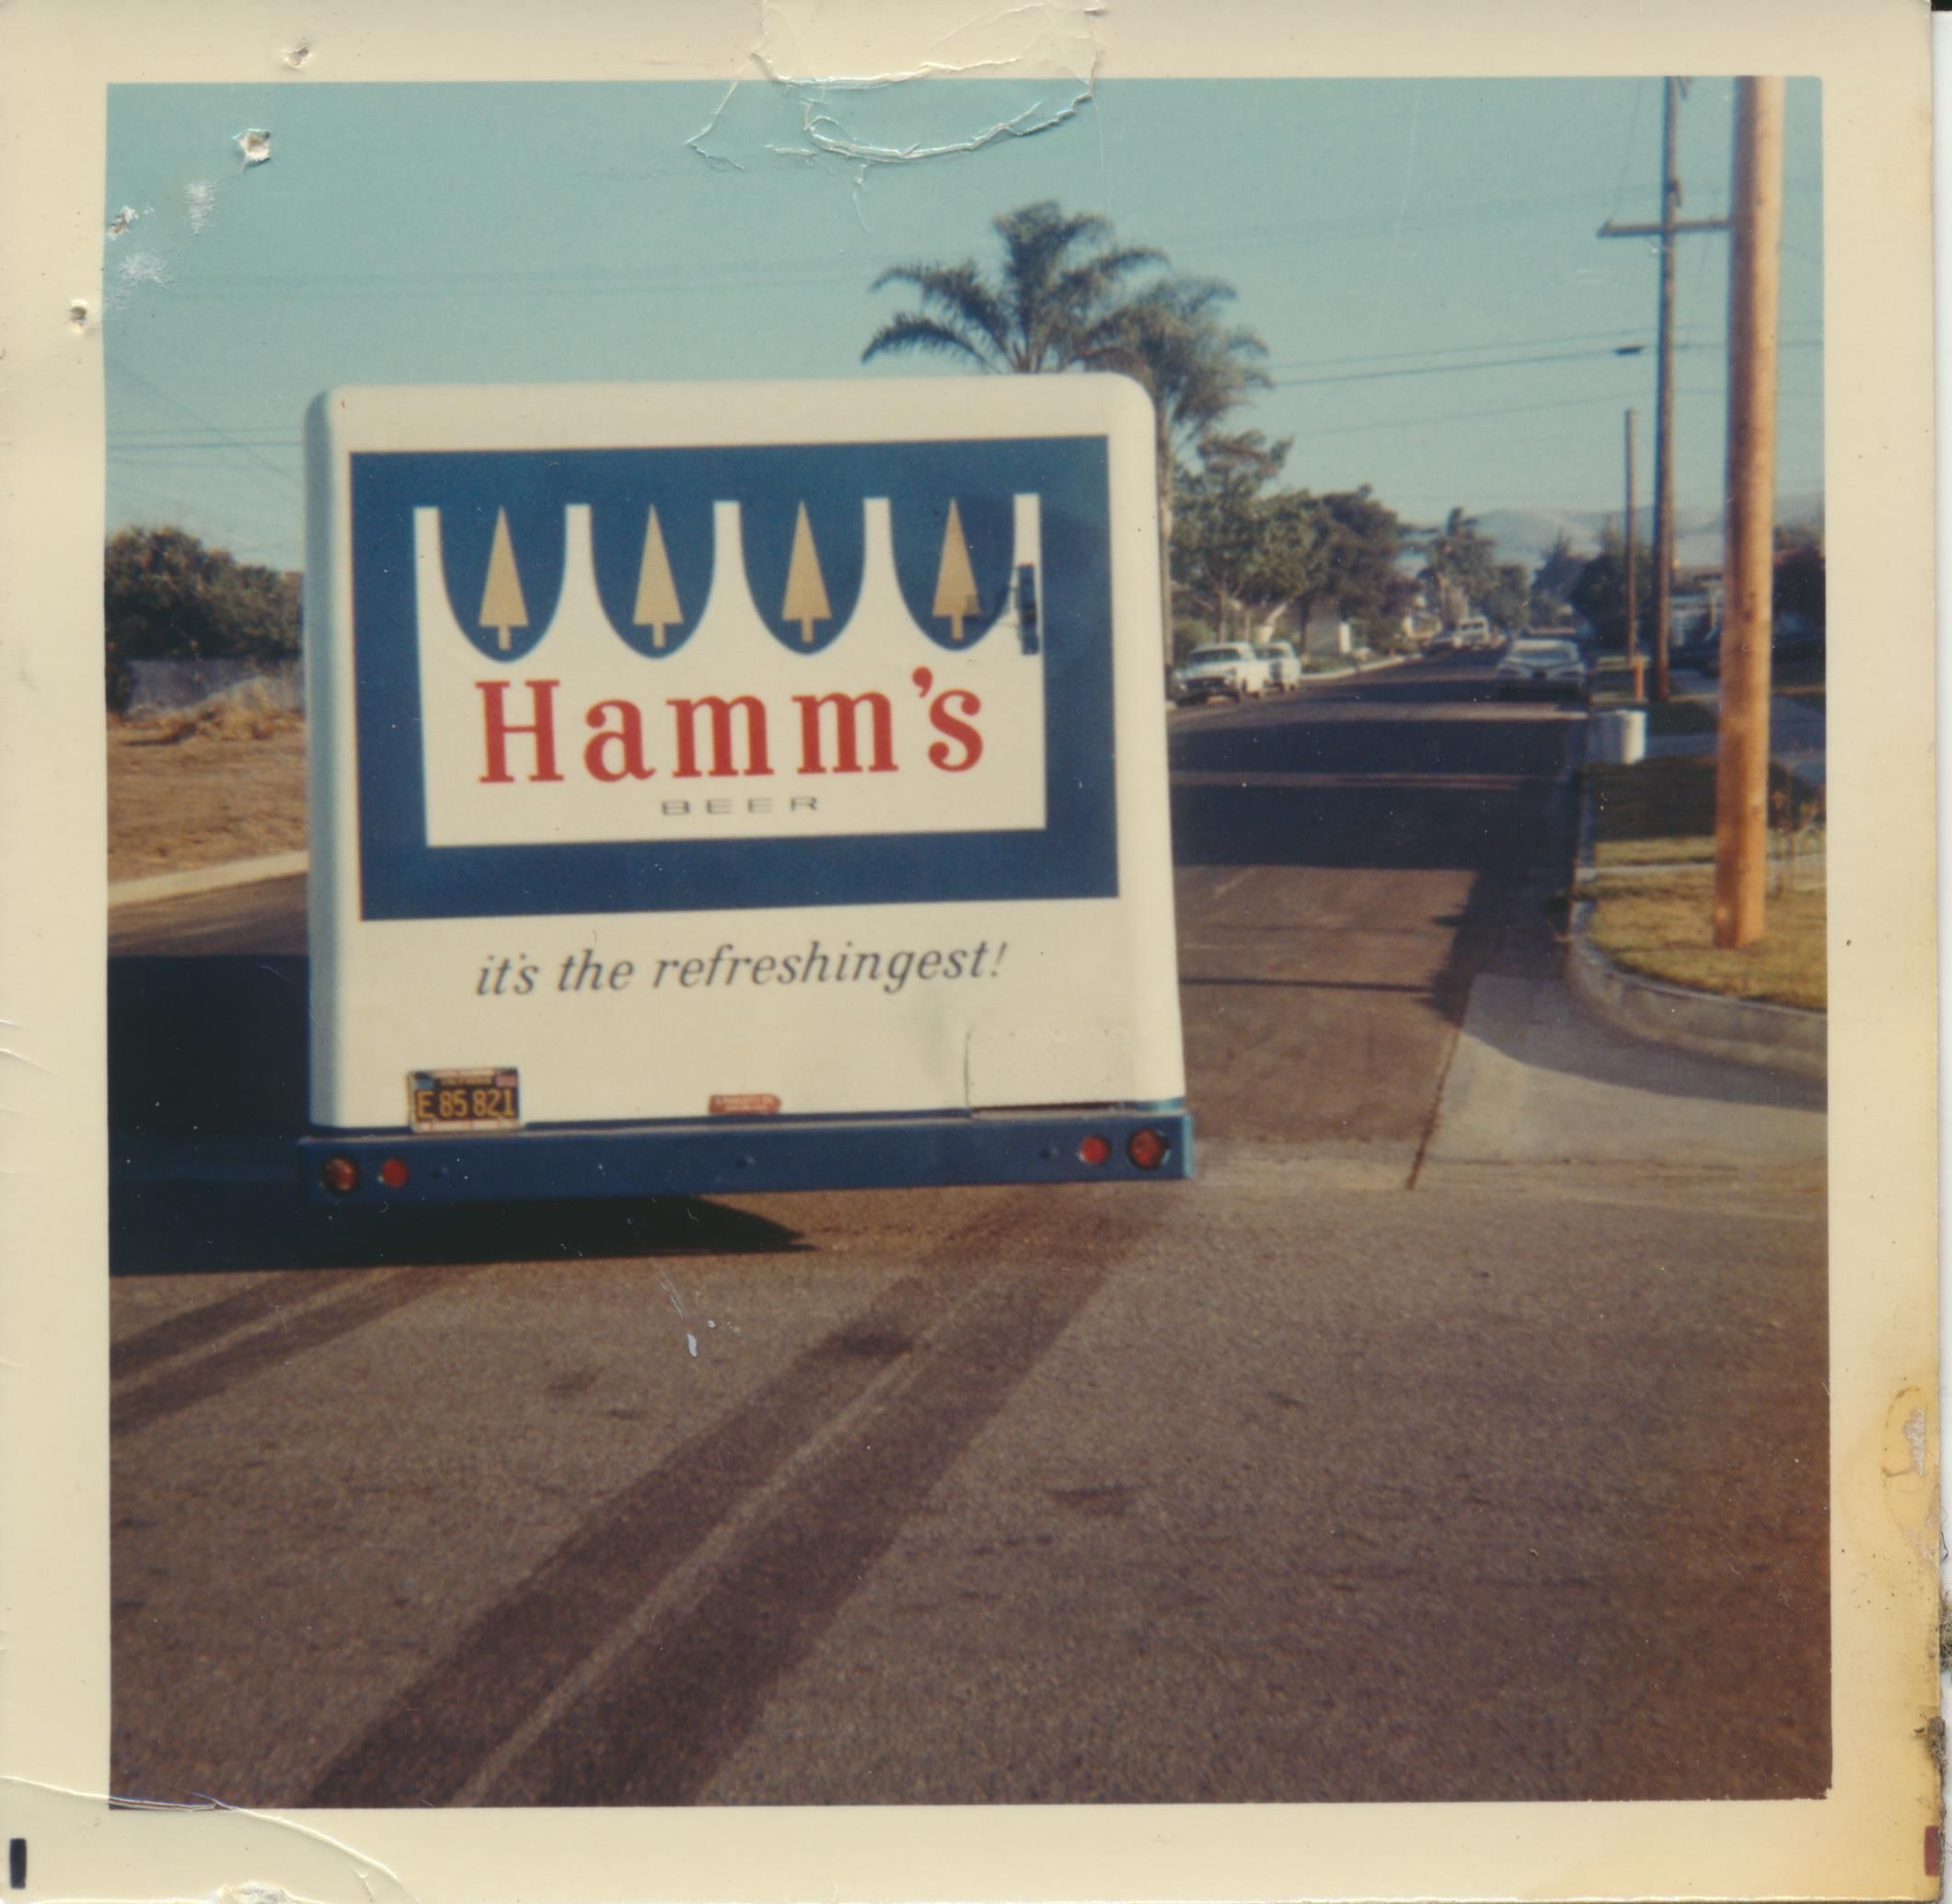 Hamm's
BEER
it's the refreshingest!
E 85 821